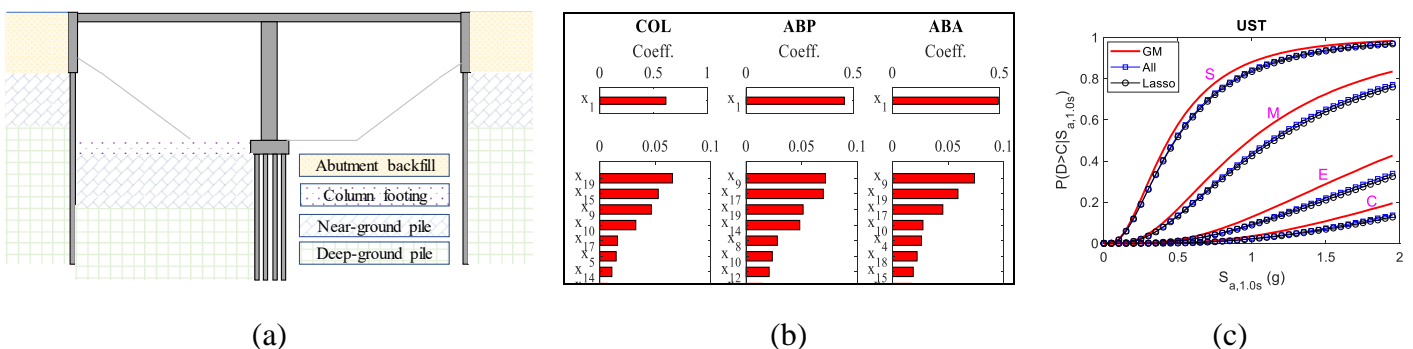 Abutment backfill
Column footing
Near-ground pile
Deep-ground pile
(a)
COL
Coeff.
0 0.5 1
x1
0 0.05 0.1
x19
x15
x9
x10
x17
x5
x14
ABP
Coeff.
0 0.5
x1
0 0.05 0.1
x9
x17
x19
x14
x8
x10
x12
ABA
Coeff.
0 0.5
x1
0 0.05 0.1
x9
x19
x17
x10
x4
x18
x15
(b)
UST
GM
All
Lasso
S
M
E
C
P(D>C|Sa,1.0s)
1
0.8
0.6
0.4
0.2
0
0 0.5 1 1.5 2
Sa,1.0s (g)
(c)